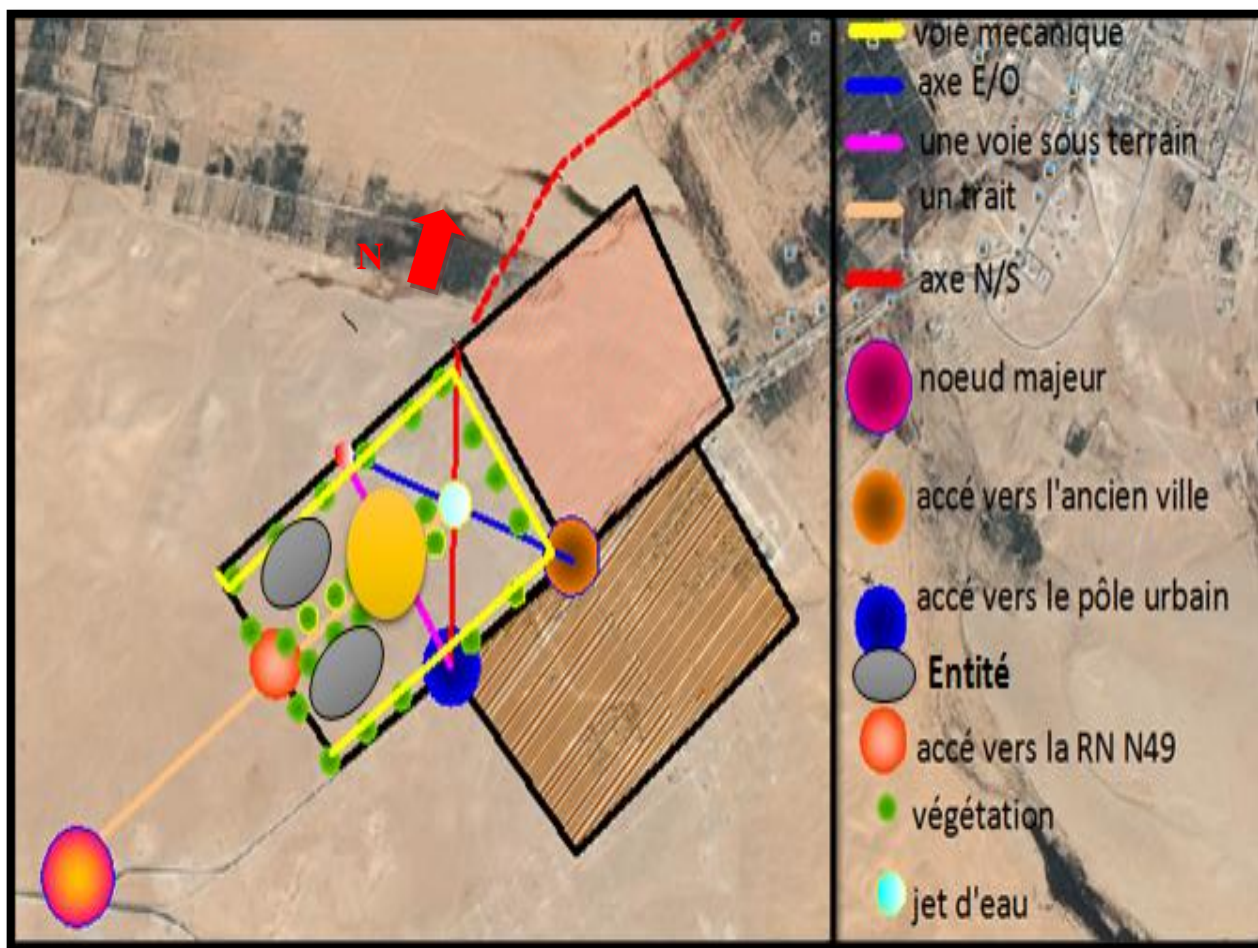 N
voie mécanique
axe E/O
une voie sous terrain
un trait
axe N/S
noeud majeur
accé vers l'ancien ville
accé vers le pôle urbain
Entité
accé vers la RN N49
végétation
jet d'eau